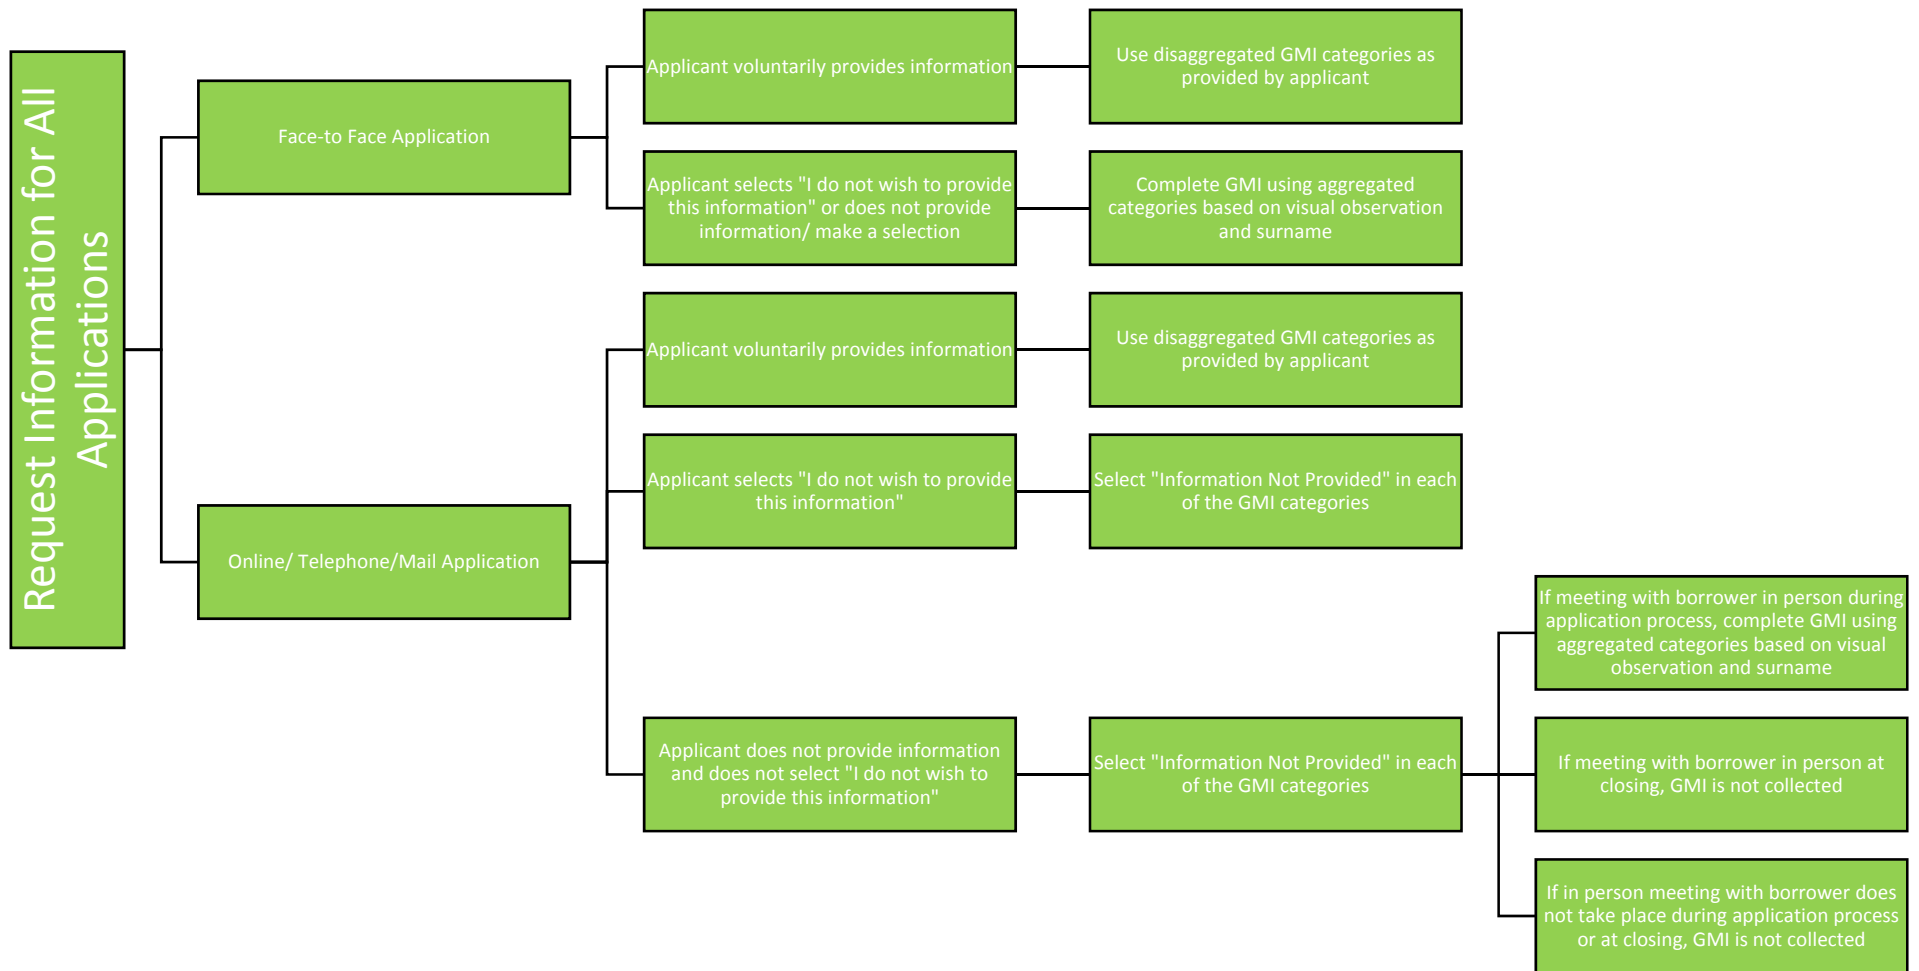 Request Information for All
Applications
Face-to Face Application
Applicant voluntarily provides information
Use disaggregated GMI categories as
provided by applicant
Applicant selects "I do not wish to provide
this information" or does not provide
information/ make a selection
Complete GMI using aggregated
categories based on visual observation
and surname
Online/ Telephone/Mail Application
Applicant voluntarily provides information
Use disaggregated GMI categories as
provided by applicant
Applicant selects "I do not wish to provide
this information"
Select "Information Not Provided" in each
of the GMI categories
Applicant does not provide information
and does not select "I do not wish to
provide this information"
Select "Information Not Provided" in each
of the GMI categories
If meeting with borrower in person during
application process, complete GMI using
aggregated categories based on visual
observation and surname
If meeting with borrower in person at
closing, GMI is not collected
If in person meeting with borrower does
not take place during application process
or at closing, GMI is not collected